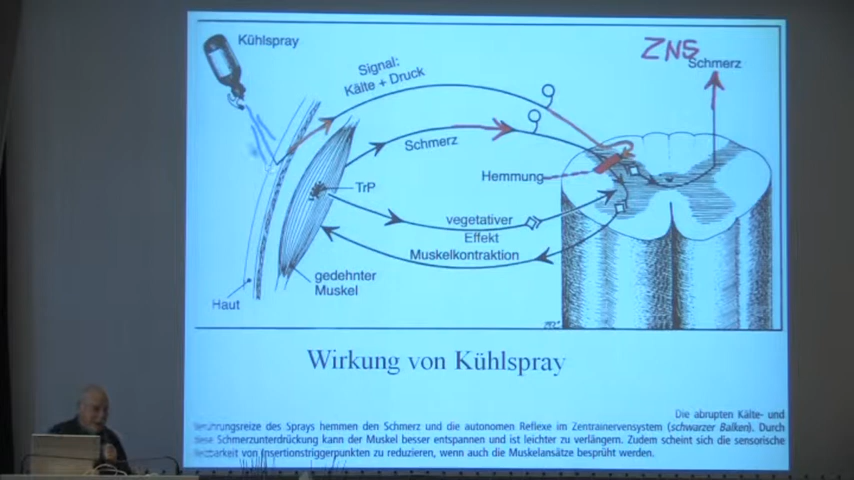 Kühlspray
ZNS
Schmerz
Signal:
Kälte + Druck
Schmerz
Hemmung
TrP
vegetativer
Effekt
Muskelkontraktion
gedehnter
Muskel
Haut
Wirkung von Kühlspray
Die abrupten Kälte- und
Berührungsreize des Sprays hemmen den Schmerz und die autonomen Reflexe im Zentralnervensystem (schwarzer Balken). Durch
diese Schmerzunterdrückung kann der Muskel besser entspannen und ist leichter zu verlängern. Zudem scheint sich die sensorische
von Insertionstriggerpunkten zu reduzieren, wenn auch die Muskelansätze besprüht werden.